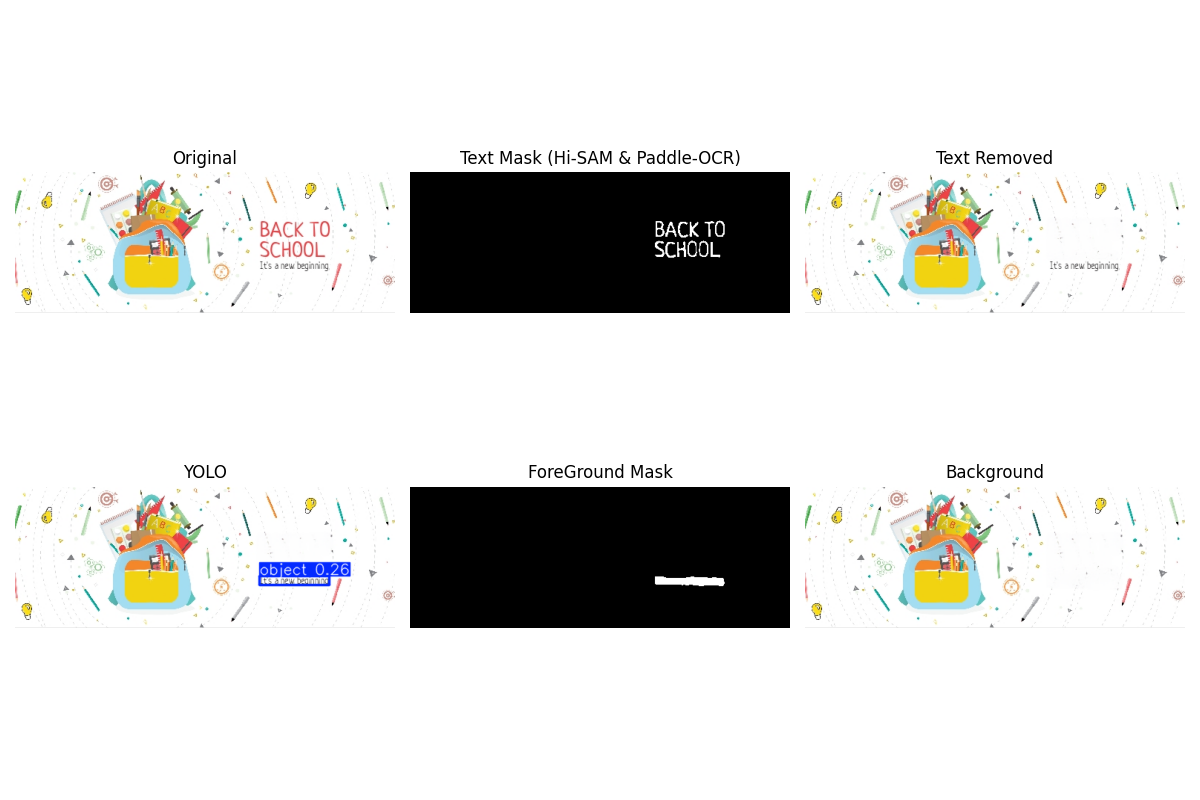 Original
Text Mask (Hi-SAM & Paddle-OCR)
Text Removed
BACK TO
SCHOOL
It's a new beginning
BACK TO
SCHOOL
It's a new beginning
YOLO
ForeGround Mask
Background
object 0.26
It's a new beginning